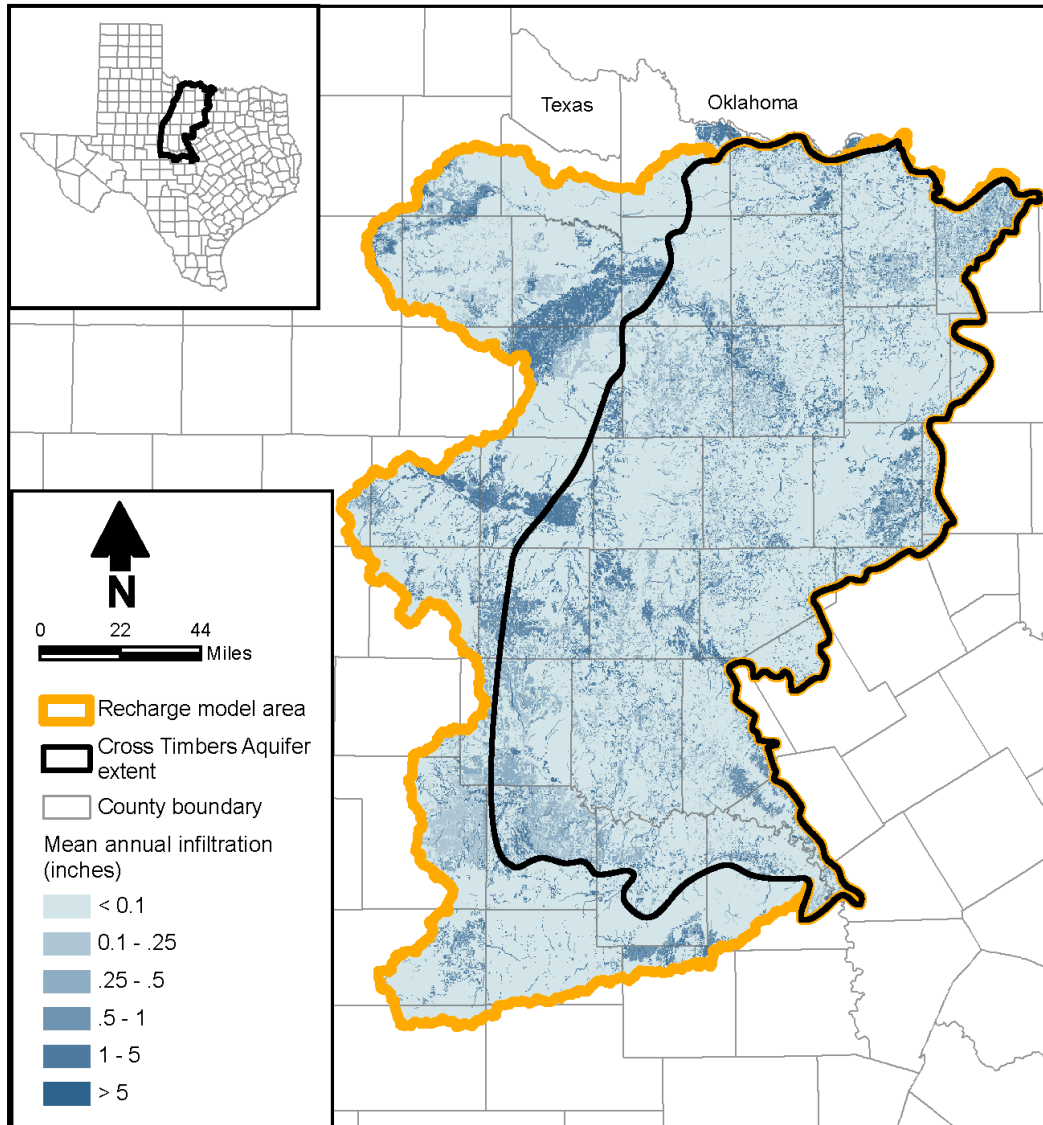 Texas
Oklahoma
N
0 22 44
Miles
Recharge model area
Cross Timbers Aquifer
extent
County boundary
Mean annual infiltration
(inches)
< 0.1
0.1 - .25
.25 - .5
.5 - 1
1 - 5
> 5